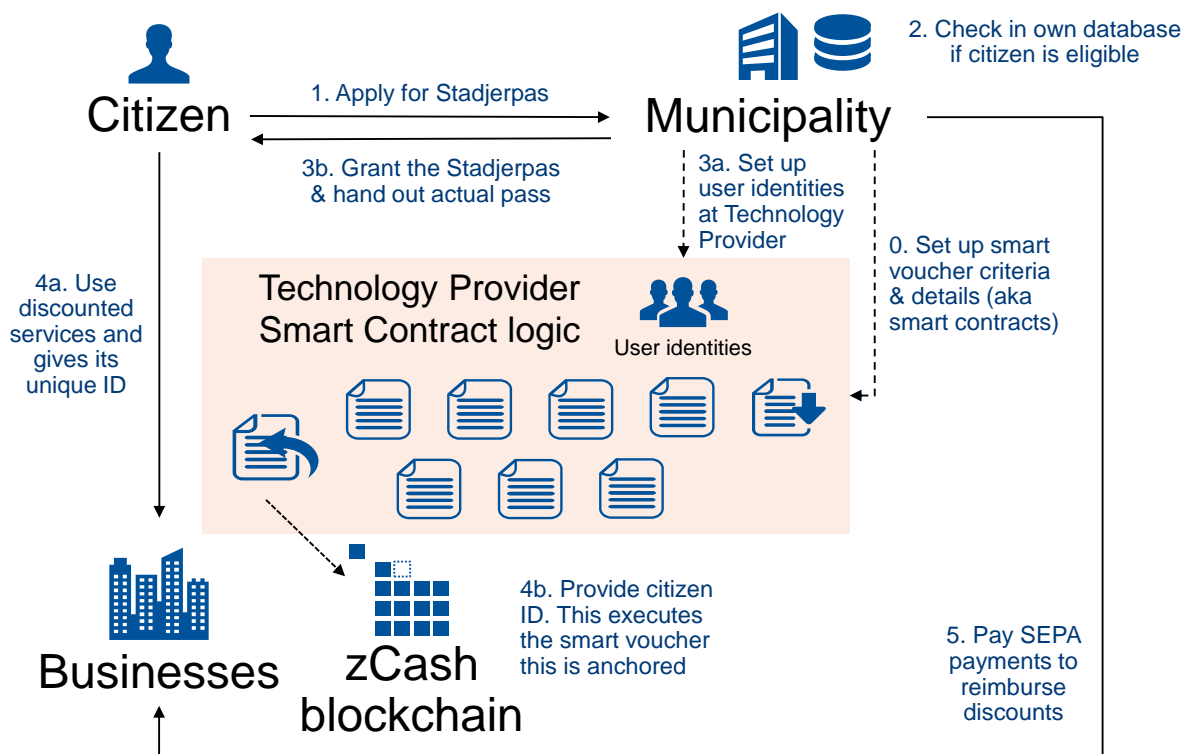 2. Check in own database
if citizen is eligible
Citizen
1. Apply for Stadjerpas
Municipality
3b. Grant the Stadjerpas
& hand out actual pass
3a. Set up
user identities
at Technology
Provider
0. Set up smart
voucher criteria
& details (aka
smart contracts)
4a. Use
discounted
services and
gives its
unique ID
Technology Provider
Smart Contract logic
User identities
Businesses
zCash
blockchain
4b. Provide citizen
ID. This executes
the smart voucher
this is anchored
5. Pay SEPA
payments to
reimburse
discounts